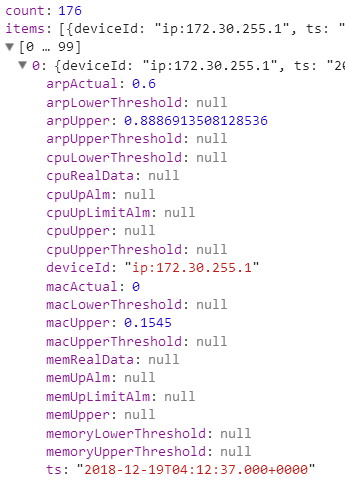 count: 176
items: [{deviceId: "ip:172.30.255.1", ts: "
▼[0 … 99]
▼0: {deviceId: "ip:172.30.255.1", ts: "20
arpActual: 0.6
arpLowerThreshold: null
arpUpper: 0.8886913508128536
arpUpperThreshold: null
cpuLowerThreshold: null
cpuRealData: null
cpuUpAlm: null
cpuUpLimitAlm: null
cpuUpper: null
cpuUpperThreshold: null
deviceId: "ip:172.30.255.1"
macActual: 0
macLowerThreshold: null
macUpper: 0.1545
macUpperThreshold: null
memRealData: null
memUpAlm: null
memUpLimitAlm: null
memUpper: null
memoryLowerThreshold: null
memoryUpperThreshold: null
ts: "2018-12-19T04:12:37.000+0000"